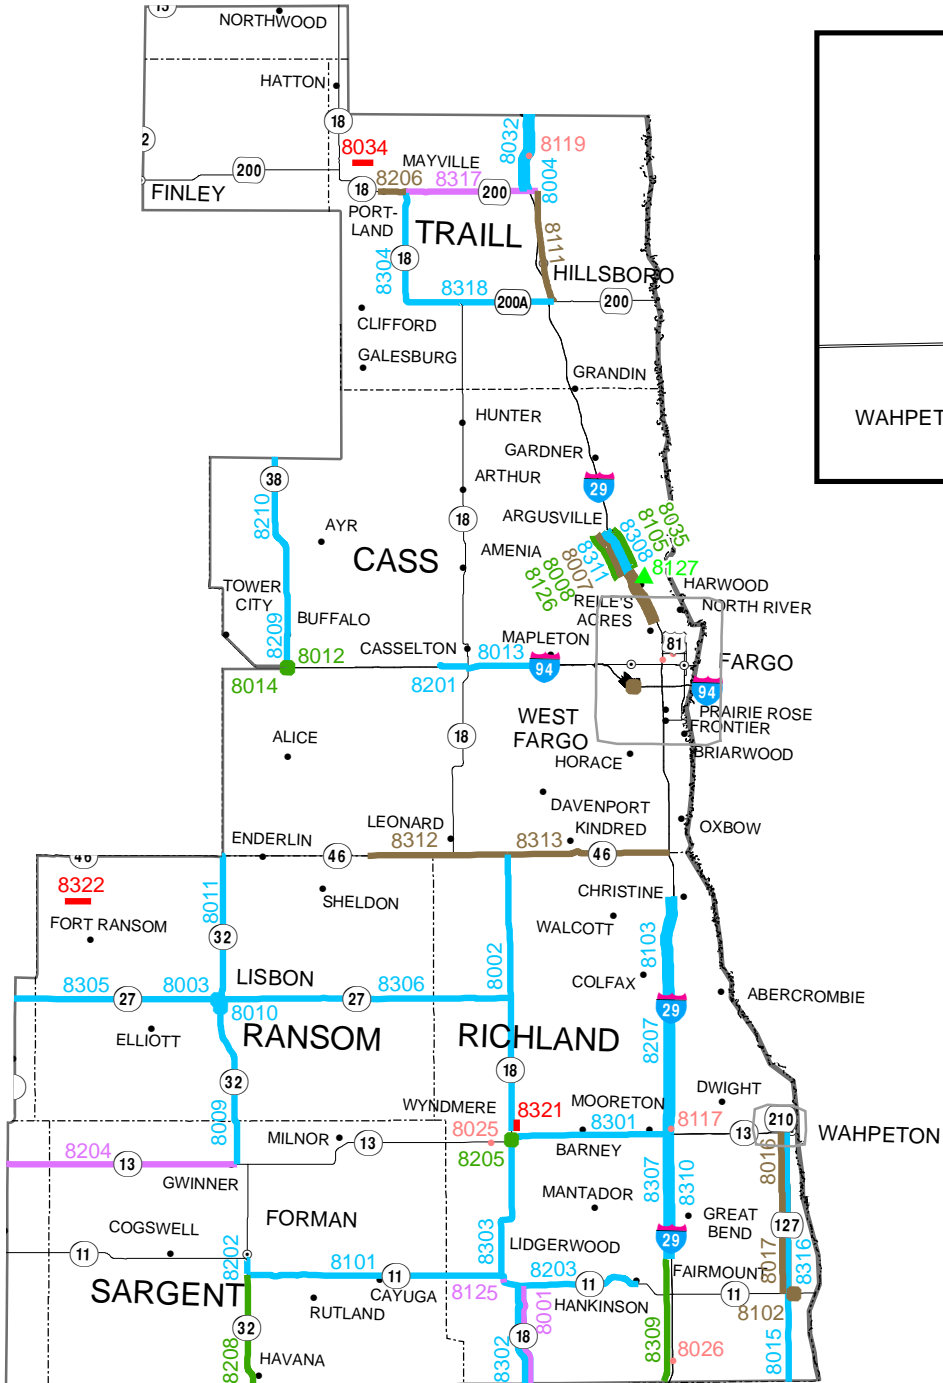 13
NORTHWOOD
HATTON
18
2
8034
200
FINLEY
MAYVILLE
8206
8317
18
200
PORT-
LAND
8032
8119
8004
TRAILL
8304
18
8111
HILLSBORO
8318
200A
200
CLIFFORD
GALESBURG
GRANDIN
WAHPET
HUNTER
GARDNER
38
ARTHUR
29
8210
18
ARGUSVILLE
AYR
CASS
AMENIA
8035
8105
8308
8311
8007
8008
8126
8127
HARWOOD
TOWER
CITY
REILE'S
ACRES
NORTH RIVER
BUFFALO
8209
CASSELTON
MAPLETON
81
8012
8013
94
FARGO
8014
8201
94
WEST
FARGO
PRAIRIE ROSE
FRONTIER
18
ALICE
HORACE
BRIARWOOD
DAVENPORT
LEONARD
KINDRED
OXBOW
ENDERLIN
8312
8313
46
46
46
8322
8011
SHELDON
CHRISTINE
FORT RANSOM
WALCOTT
32
8002
8103
LISBON
COLFAX
8305
8003
8306
27
27
ABERCROMBIE
8010
29
ELLIOTT
RANSOM
RICHLAND
8207
32
18
DWIGHT
WYNDMERE
8321
MOORETON
8009
8025
8301
8117
13
210
WAHPETON
MILNOR
13
8205
BARNEY
8204
13
GWINNER
8307
8310
8016
MANTADOR
FORMAN
GREAT
BEND
COGSWELL
127
11
8202
8303
LIDGERWOOD
29
8017
8316
8101
8203
FAIRMOUNT
11
11
11
SARGENT
CAYUGA
8125
HANKINSON
8102
RUTLAND
8001
32
18
8208
HAVANA
8302
8309
8026
8015